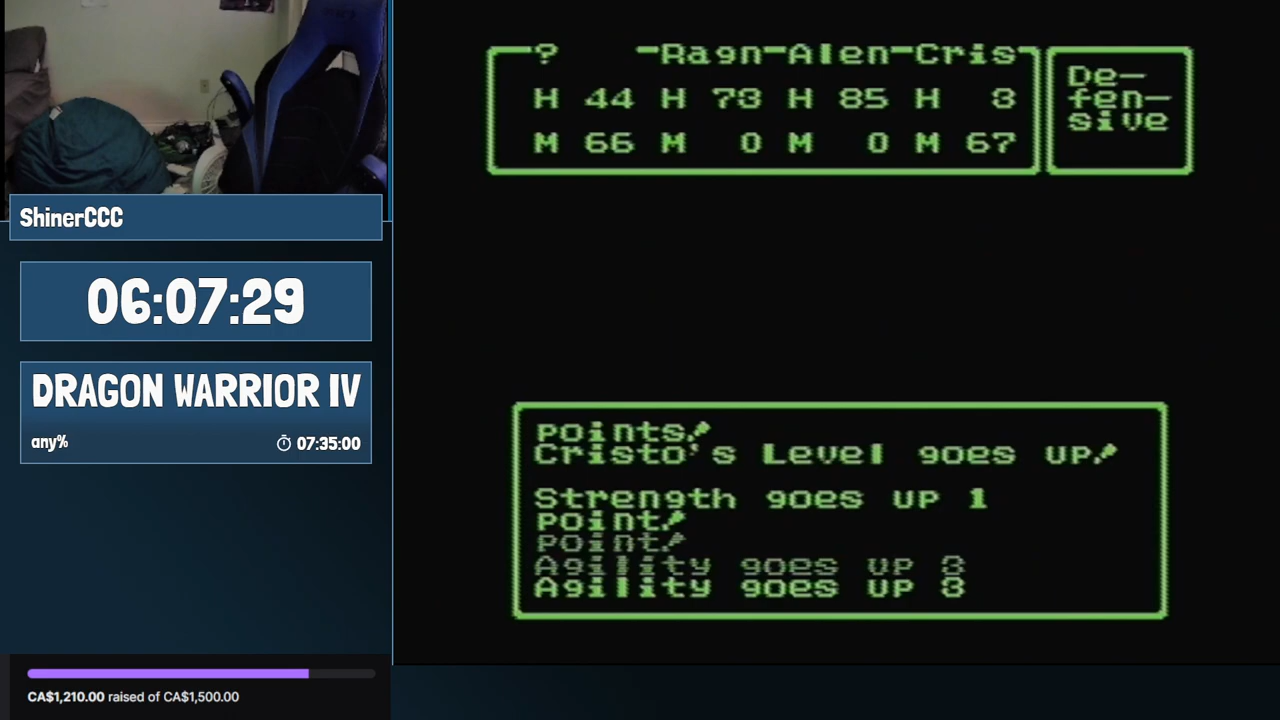 ? Ragn Alen Cris
H 44 H 73 H 85 H 3
M 66 M 0 M 0 M 67
De-
fen-
sive
ShinerCCC
06:07:29
DRAGON WARRIOR IV
any% 07:35:00
points!
Cristo's Level goes up!
Strength goes up 1
point!
point!
Agility goes up 3
Agility goes up 3
CA$1,210.00 raised of CA$1,500.00